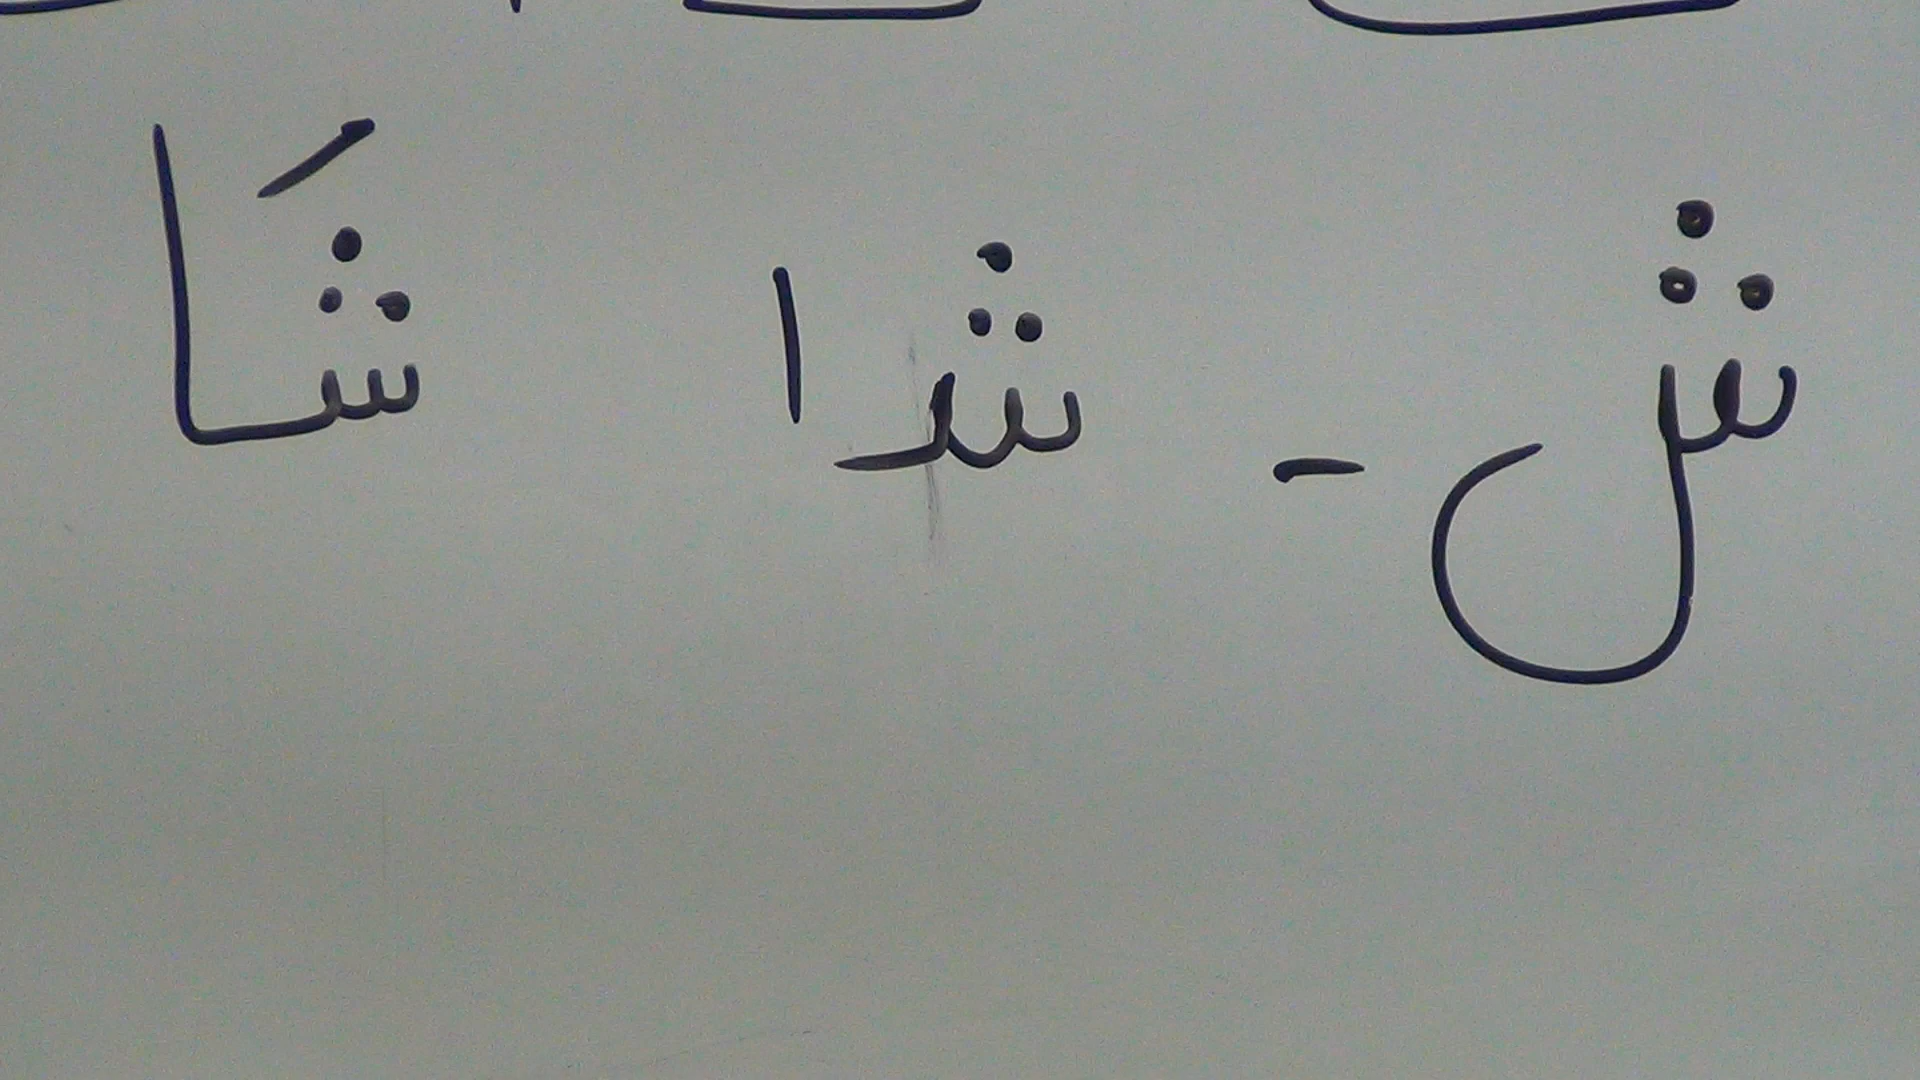 ش - شـ ا شَا